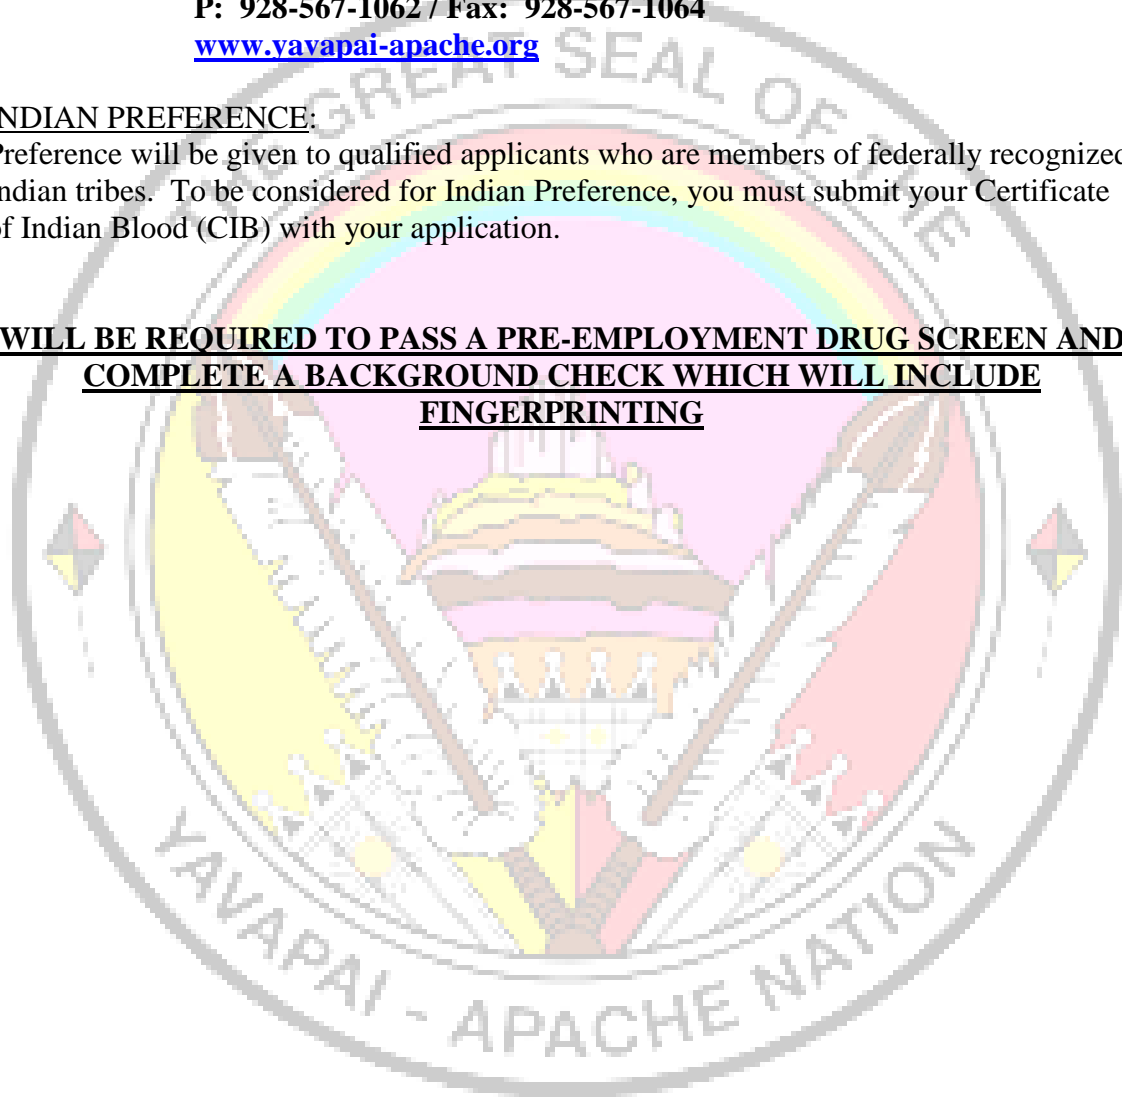 P: 928-567-1062 / Fax: 928-567-1064
www.yavapai-apache.org
NDIAN PREFERENCE:
Preference will be given to qualified applicants who are members of federally recognized
ndian tribes. To be considered for Indian Preference, you must submit your Certificate
of Indian Blood (CIB) with your application.
WILL BE REQUIRED TO PASS A PRE-EMPLOYMENT DRUG SCREEN AND
COMPLETE A BACKGROUND CHECK WHICH WILL INCLUDE
FINGERPRINTING
THE GREAT SEAL OF THE
YAVAPAI - APACHE NATION